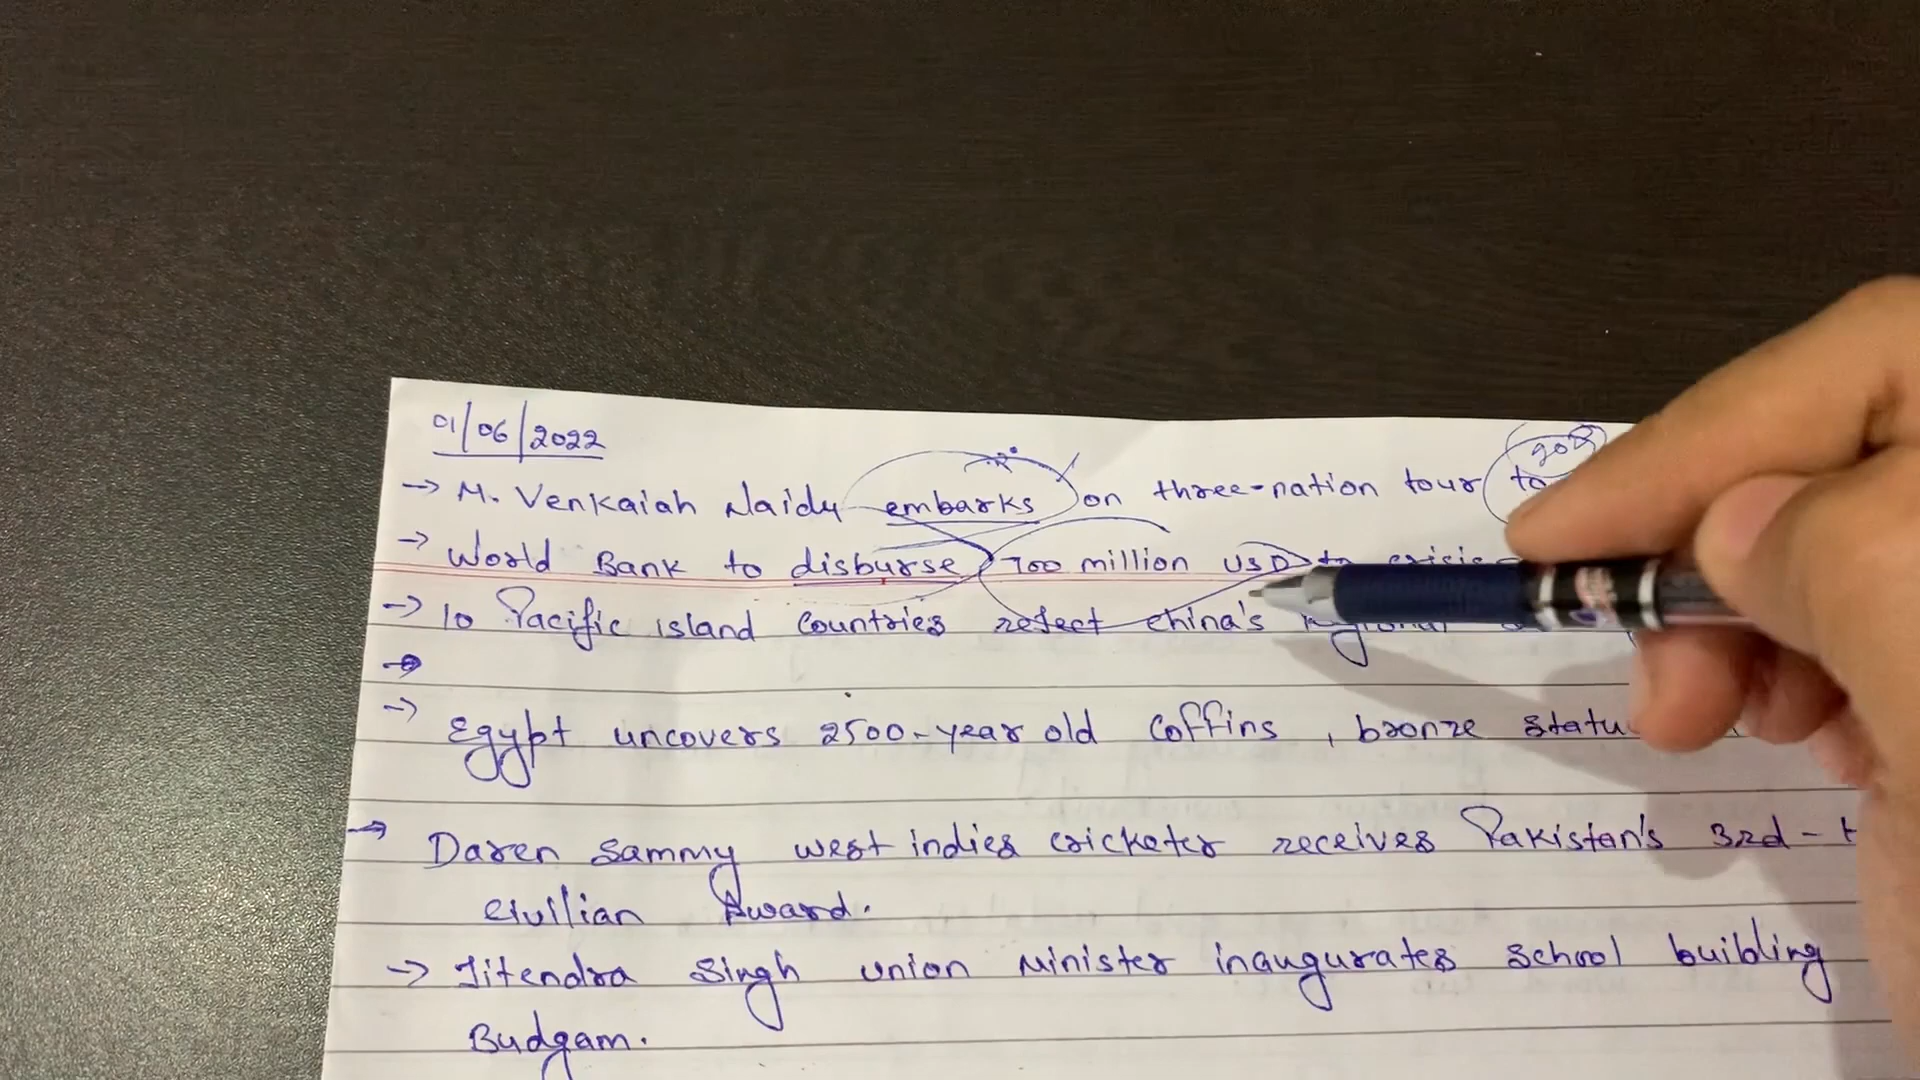 01/06/2022
→ M. Venkaiah Naidu embarks on three-nation tour to
→ World Bank to disburse 700 million USD to
→ 10 Pacific island countries reject china's
→
→ Egypt uncovers 2500-year old coffins, bronze
→ Daren Sammy west indies cricketer receives Pakistan's 3rd-
civilian Award.
→ Jitendra Singh union Minister inaugurates school building
Budgam.